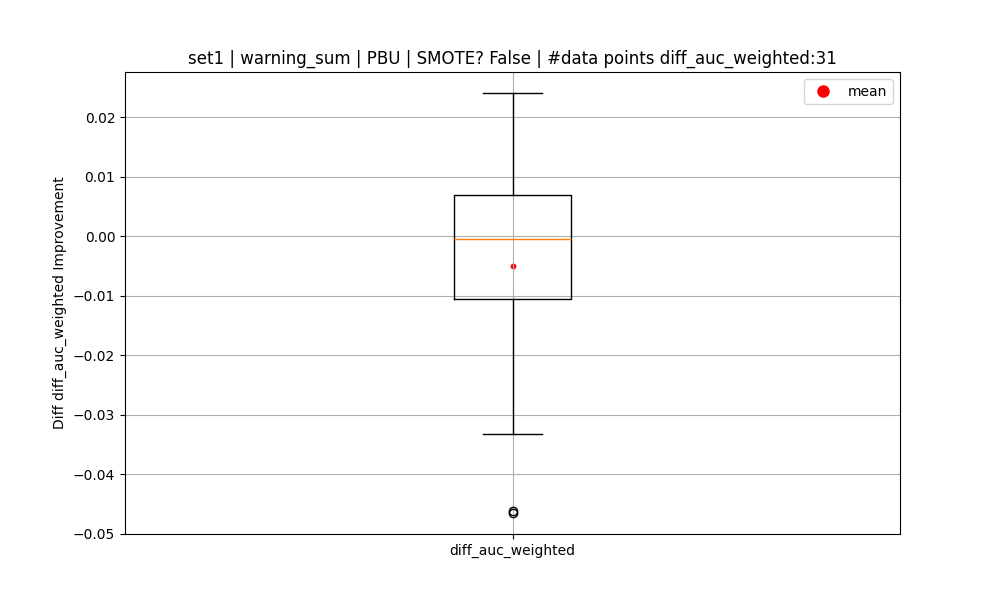 set1 | warning_sum | PBU | SMOTE? False | #data points diff_auc_weighted:31
mean
0.02
0.01
0.00
−0.01
−0.02
−0.03
−0.04
−0.05
Diff diff_auc_weighted Improvement
diff_auc_weighted